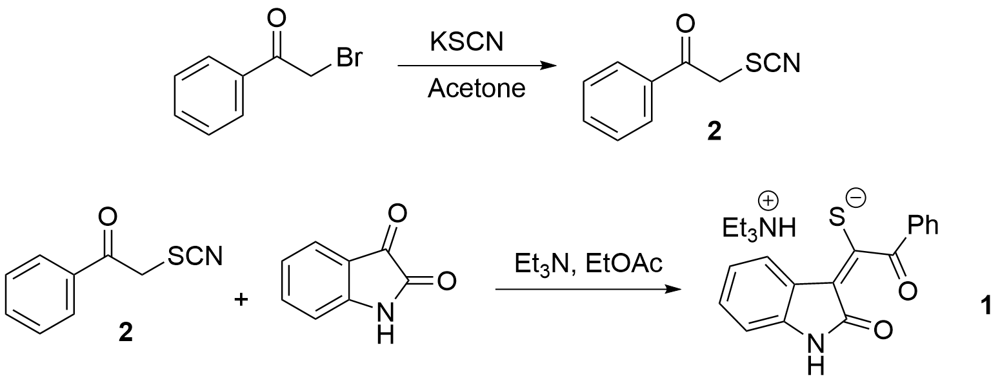 O
Br
KSCN
Acetone
O
SCN
2
O
SCN
2
+
O
O
N
H
Et₃N, EtOAc
⊕
Et₃NH
S ⊖
Ph
O
O
N
H
1